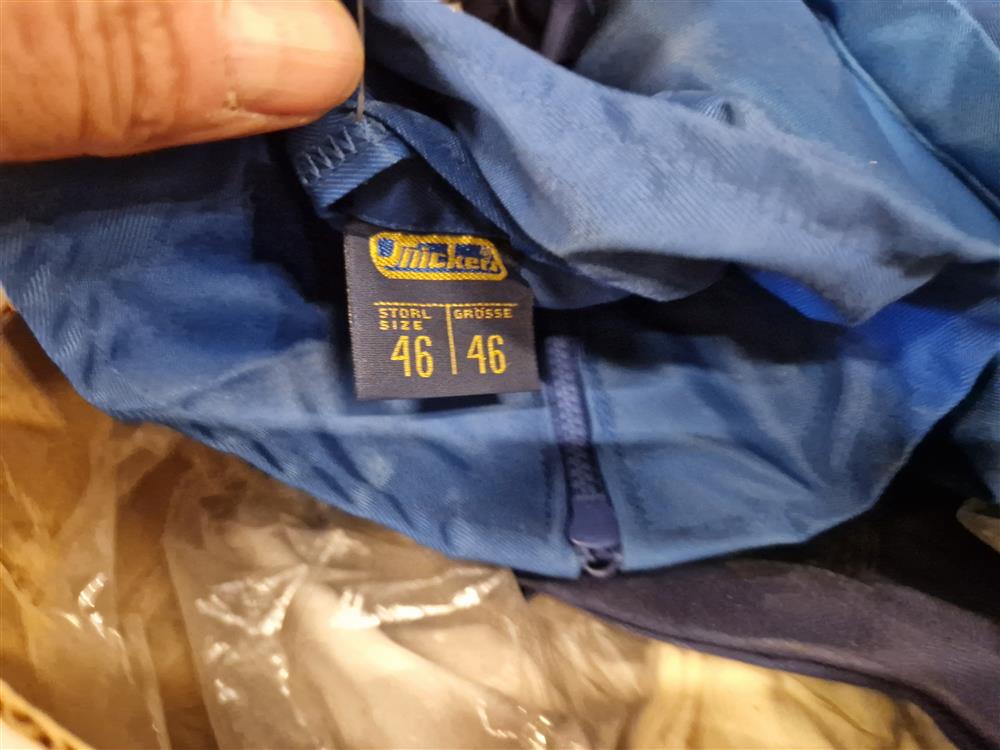 Snickers
STORL
SIZE
GRÖSSE
46
46